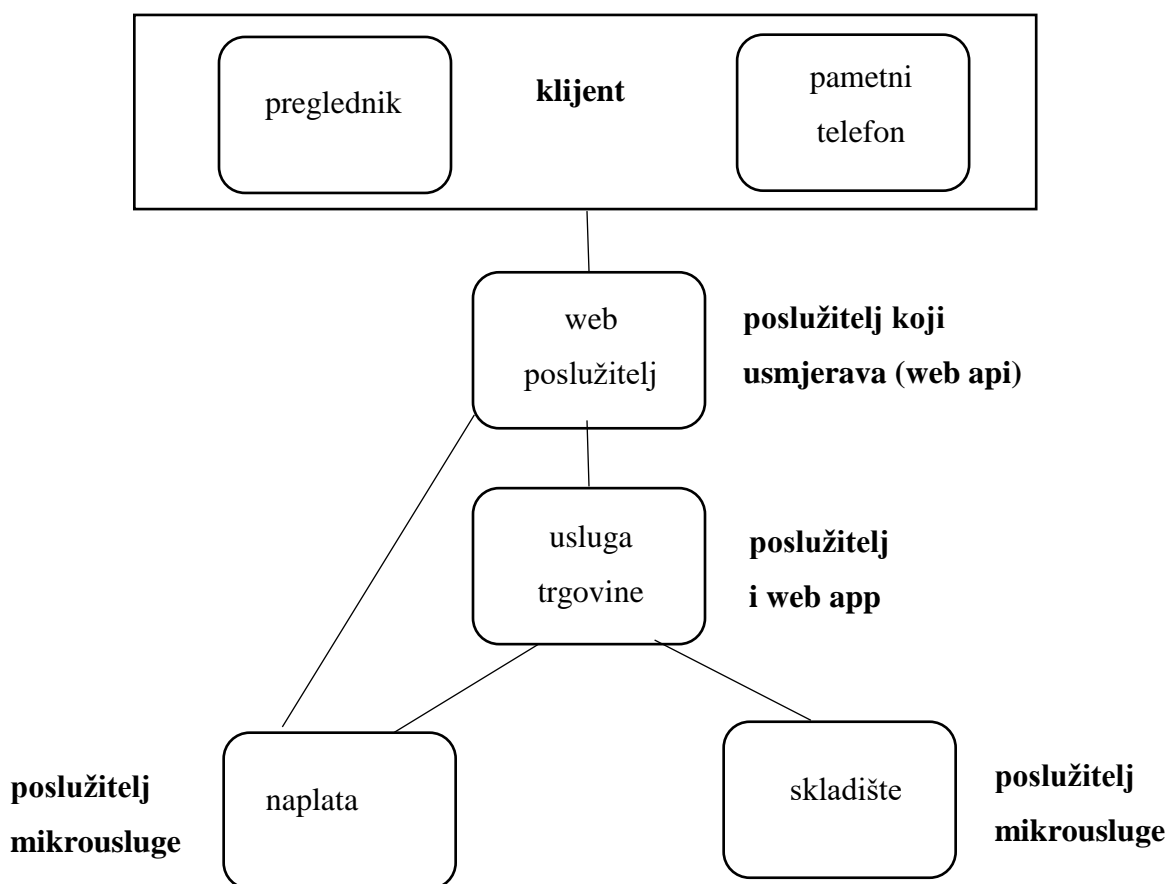 preglednik
klijent
pametni
telefon
web
poslužitelj
poslužitelj koji
usmjerava (web api)
usluga
trgovine
poslužitelj
i web app
poslužitelj
mikrousluge
naplata
skladište
poslužitelj
mikrousluge